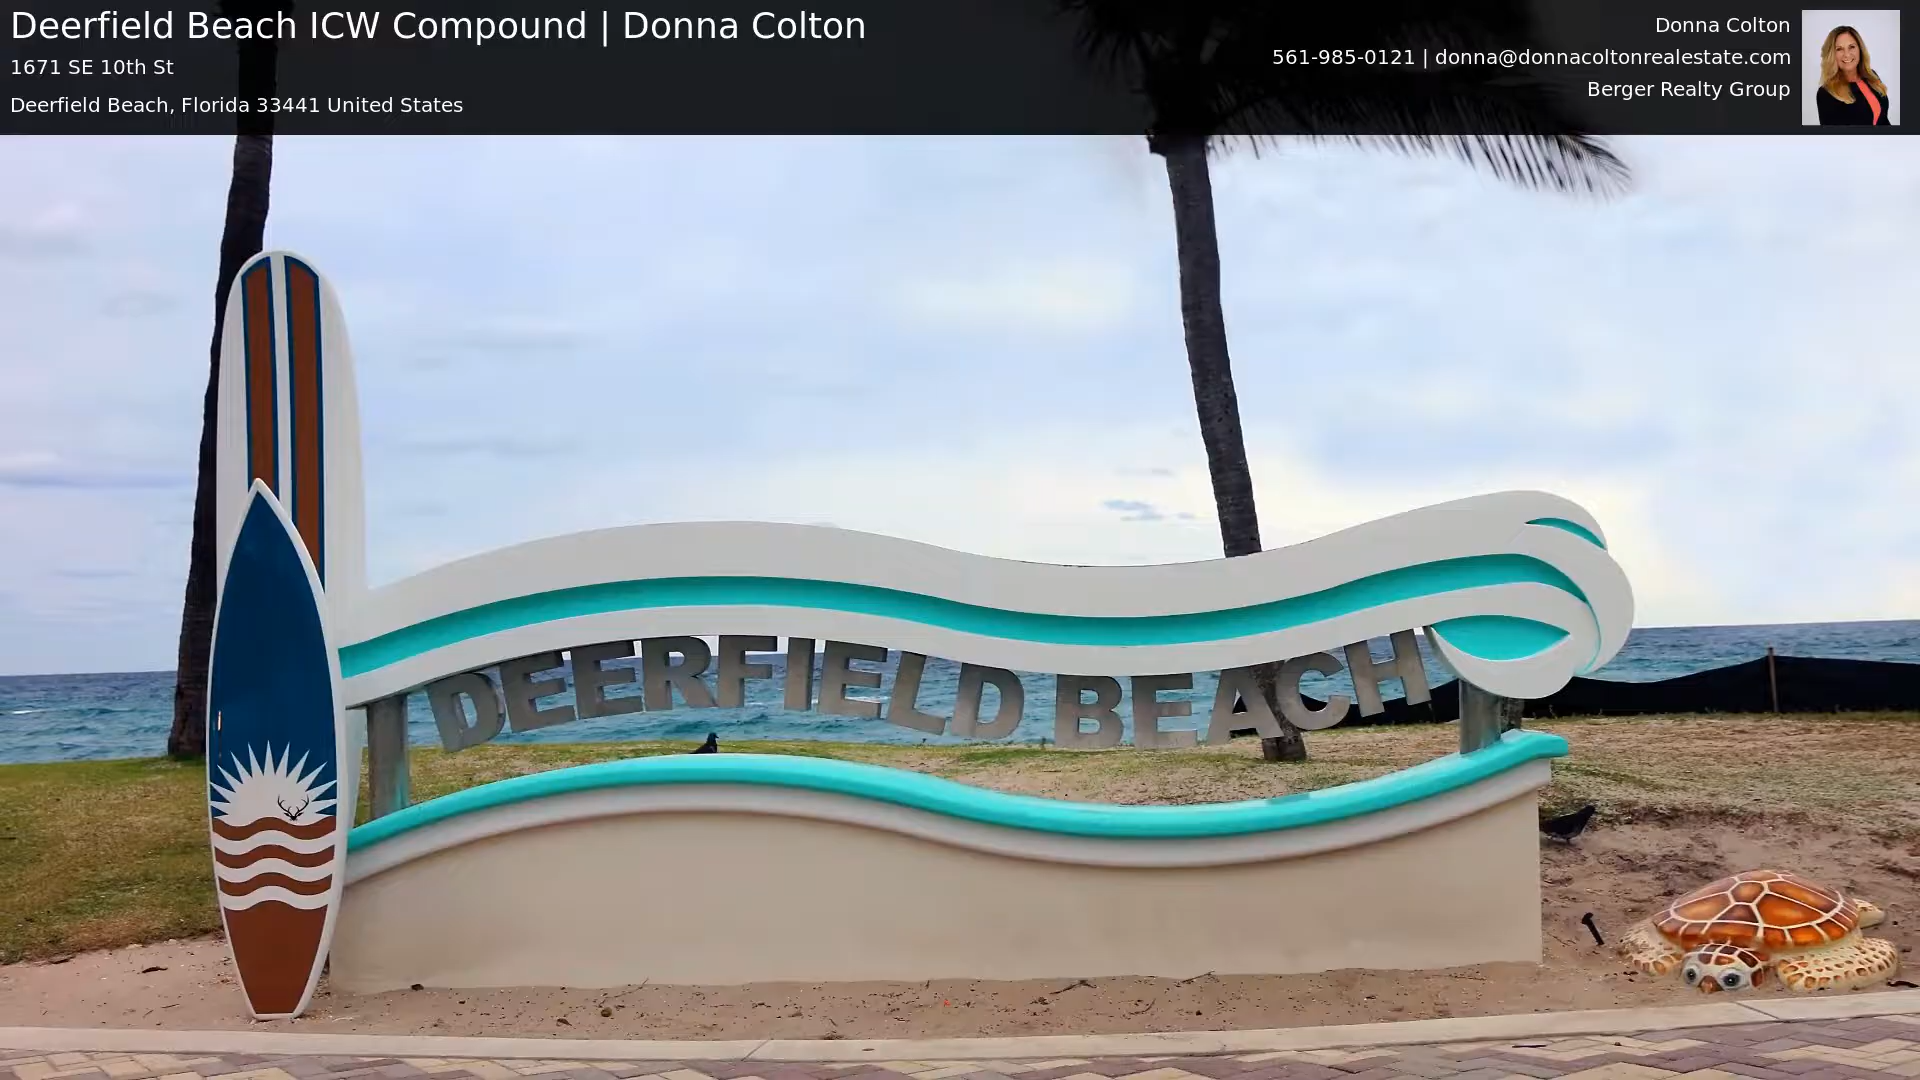 Deerfield Beach ICW Compound | Donna Colton
1671 SE 10th St
Deerfield Beach, Florida 33441 United States
Donna Colton
561-985-0121 | donna@donnacoltonrealestate.com
Berger Realty Group
DEERFIELD BEACH